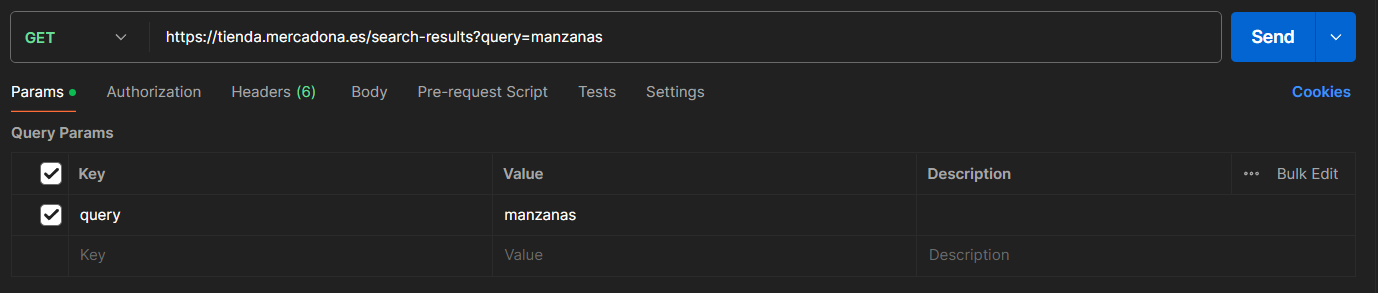 GET https://tienda.mercadona.es/search-results?query=manzanas Send
Params Authorization Headers (6) Body Pre-request Script Tests Settings Cookies
Query Params
Key Value Description Bulk Edit
query manzanas
Key Value Description